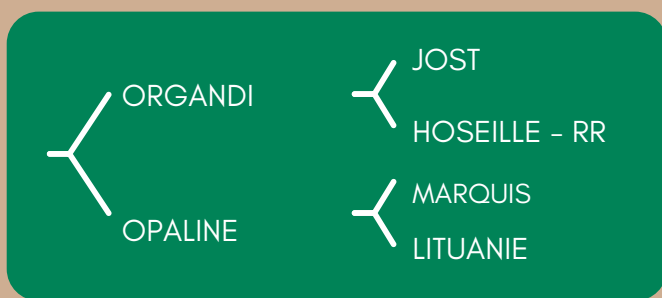 ORGANDI
JOST
HOSEILLE - RR
OPALINE
MARQUIS
LITUANIE